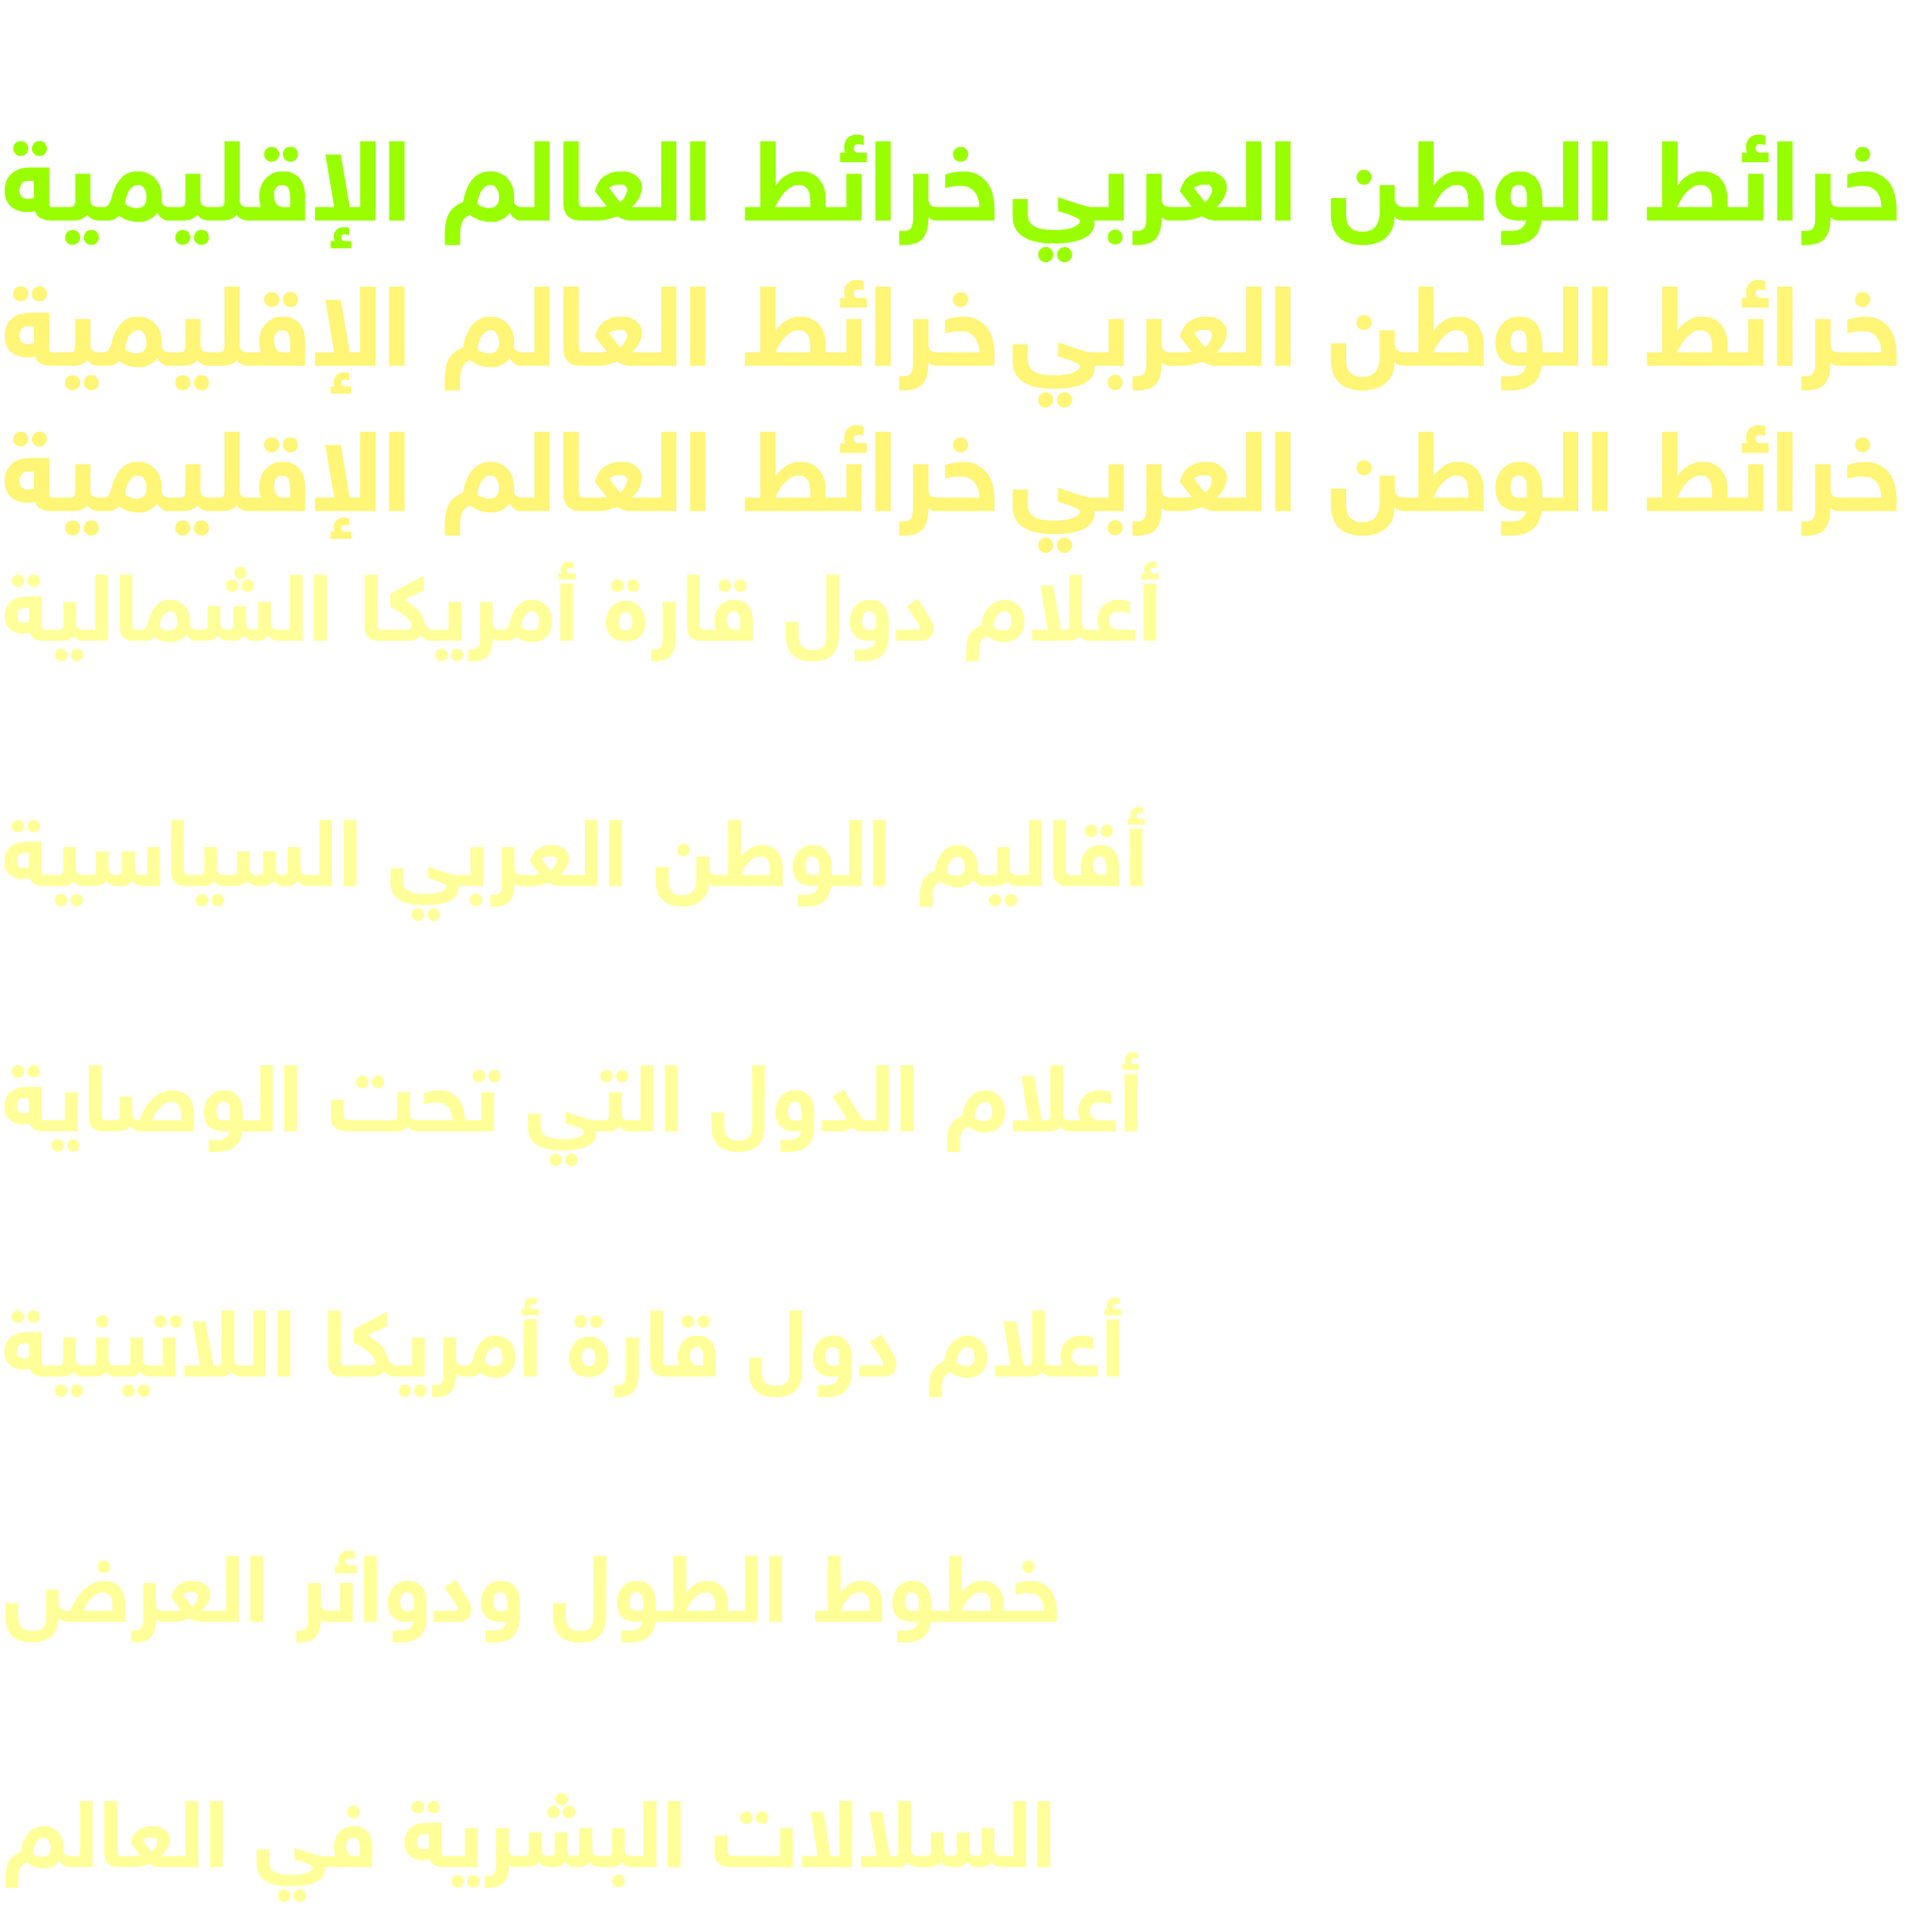 خرائط الوطن العربيخرائط العالم الإقليمية
خرائط الوطن العربيخرائط العالم الإقليمية
خرائط الوطن العربيخرائط العالم الإقليمية
أعلام دول قارة أمريكا الشمالية
أقاليم الوطن العربي السياسية
أعلام الدول التي تحت الوصاية
أعلام دول قارة أمريكا اللاتينية
خطوط الطول ودوائر العرض
السلالات البشرية في العالم